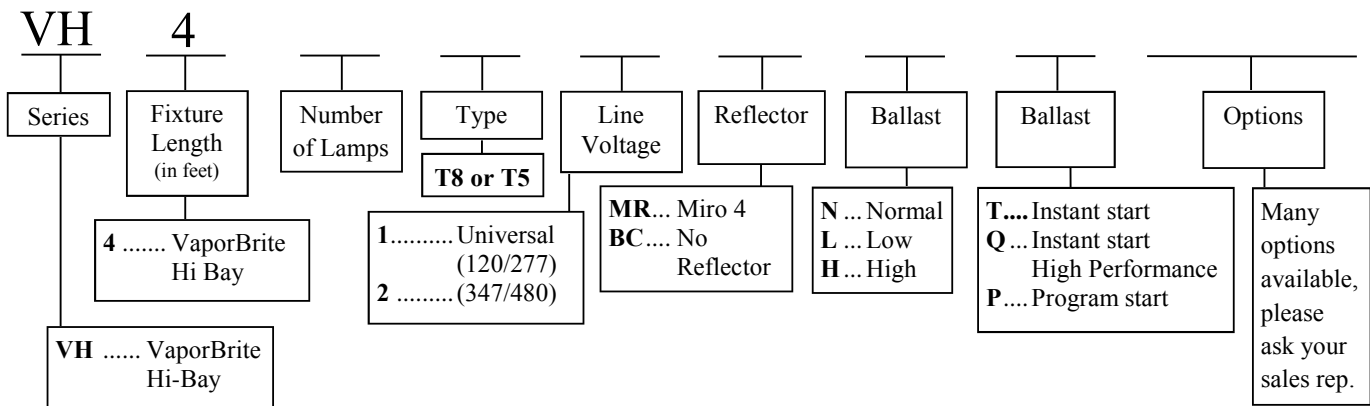 VH 4
Series
Fixture
Length
(in feet)
Number
of Lamps
Type
Line
Voltage
Reflector
Ballast
Ballast
Options
T8 or T5
4 ....... VaporBrite
Hi Bay
VH ...... VaporBrite
Hi-Bay
1.......... Universal
(120/277)
2 ......... (347/480)
MR... Miro 4
BC.... No
Reflector
N ... Normal
L ... Low
H ... High
T.... Instant start
Q ... Instant start
High Performance
P.... Program start
Many
options
available,
please
ask your
sales rep.